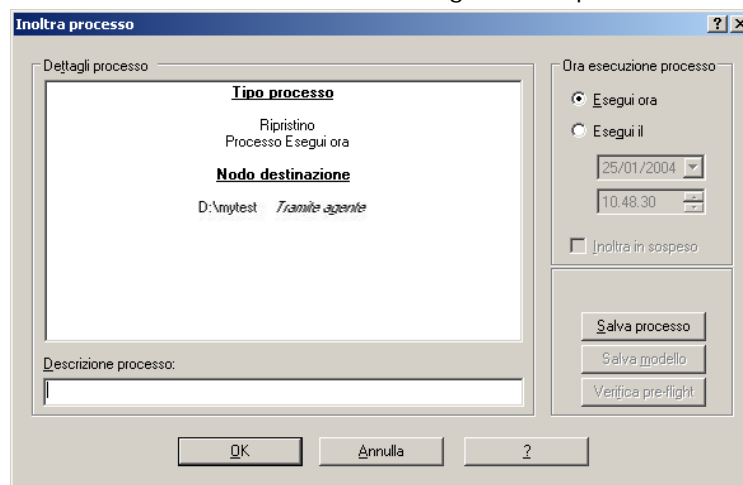 Inoltra processo
Dettagli processo
Tipo processo
Ripristino
Processo Esegui ora
Nodo destinazione
D:\mytest Tramite agente
Descrizione processo:
Ora esecuzione processo
Esegui ora
Esegui il
25/01/2004
10.48.30
Inoltra in sospeso
Salva processo
Salva modello
Verifica pre-flight
OK
Annulla
?